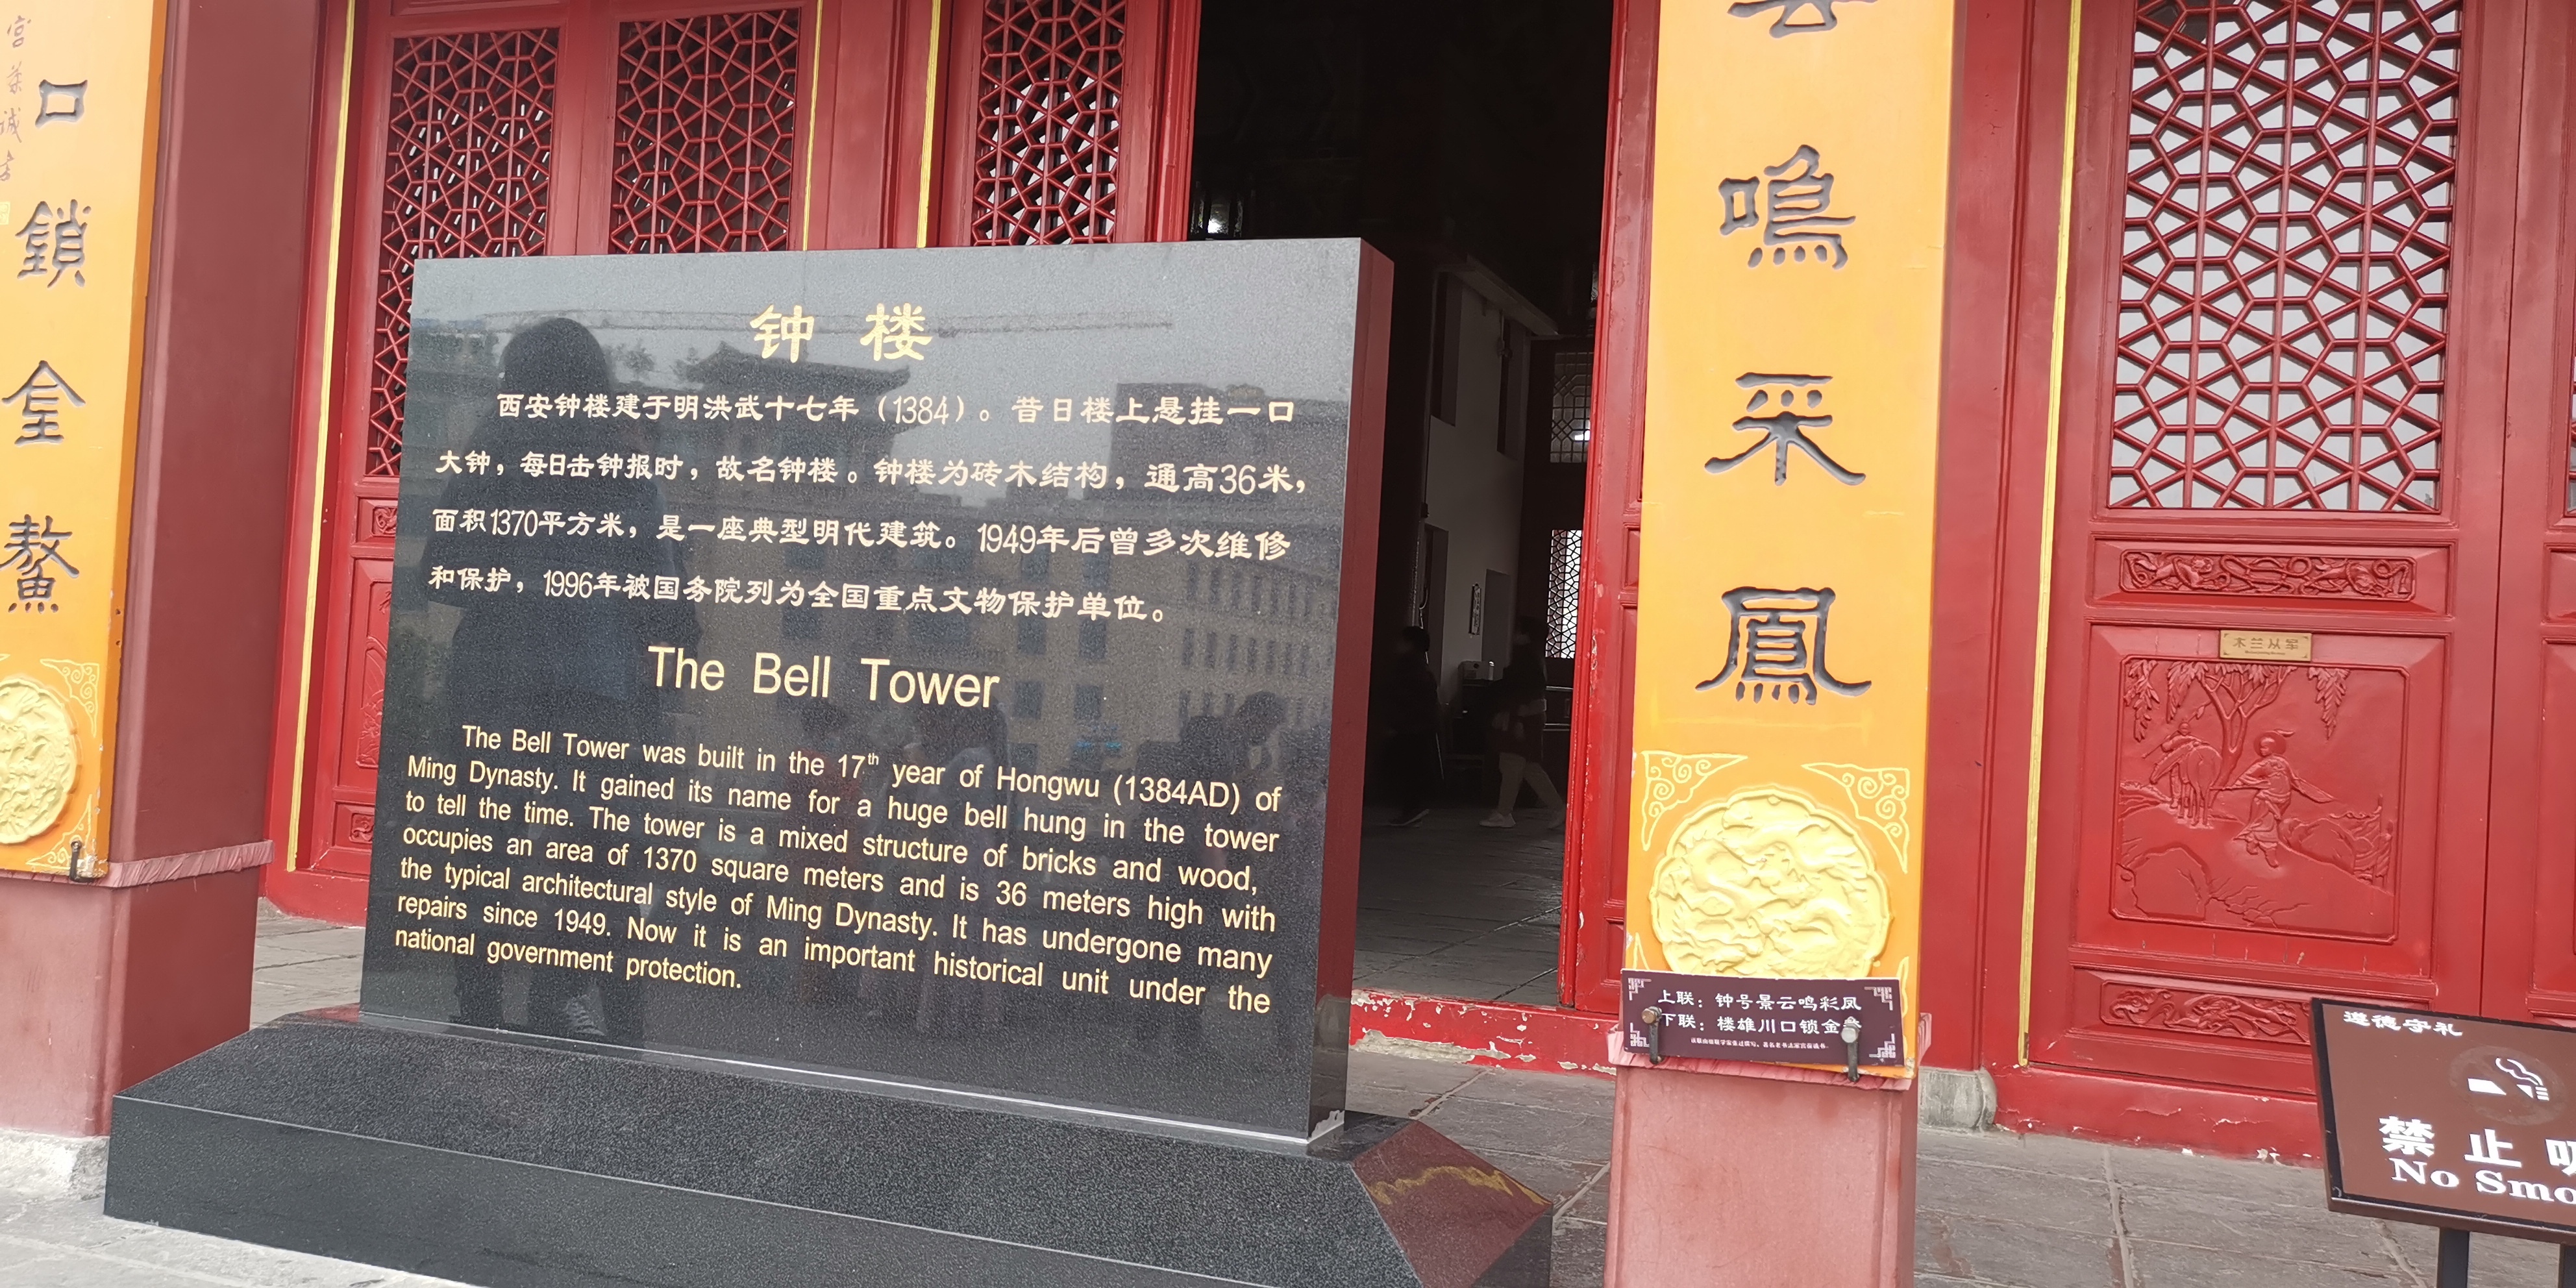 口鎖金鰲
钟 楼
西安钟楼建于明洪武十七年（1384）。昔日楼上悬挂一口
大钟，每日击钟报时，故名钟楼。钟楼为砖木结构，通高36米，
面积1370平方米，是一座典型明代建筑。1949年后曾多次维修
和保护，1996年被国务院列为全国重点文物保护单位。
The Bell Tower
The Bell Tower was built in the 17th year of Hongwu (1384AD) of
Ming Dynasty. It gained its name for a huge bell hung in the tower
to tell the time. The tower is a mixed structure of bricks and wood,
occupies an area of 1370 square meters and is 36 meters high with
the typical architectural style of Ming Dynasty. It has undergone many
repairs since 1949. Now it is an important historical unit under the
national government protection.
雲鳴采鳳
上联：钟号景云鸣彩凤
下联：楼雄川口锁金
木兰从军
遵德守礼
禁 止
No Smo